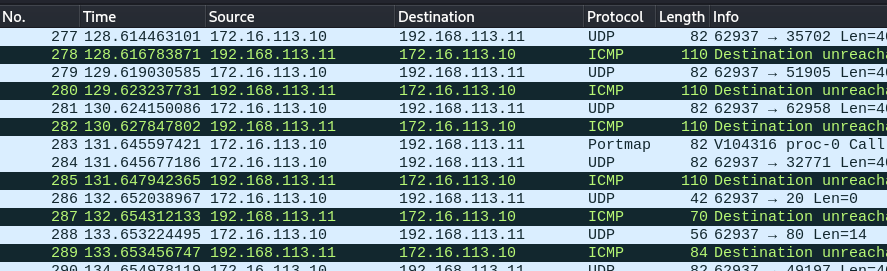 No. Time Source Destination Protocol Length Info
277 128.614463101 172.16.113.10 192.168.113.11 UDP 82 62937 → 35702 Len=4
278 128.616783871 192.168.113.11 172.16.113.10 ICMP 110 Destination unreach
279 129.619030585 172.16.113.10 192.168.113.11 UDP 82 62937 → 51905 Len=4
280 129.623237731 192.168.113.11 172.16.113.10 ICMP 110 Destination unreach
281 130.624150086 172.16.113.10 192.168.113.11 UDP 82 62937 → 62958 Len=4
282 130.627847802 192.168.113.11 172.16.113.10 ICMP 110 Destination unreach
283 131.645597421 172.16.113.10 192.168.113.11 Portmap 82 V104316 proc-0 Call
284 131.645677186 172.16.113.10 192.168.113.11 UDP 82 62937 → 32771 Len=4
285 131.647942365 192.168.113.11 172.16.113.10 ICMP 110 Destination unreach
286 132.652038967 172.16.113.10 192.168.113.11 UDP 42 62937 → 20 Len=0
287 132.654312133 192.168.113.11 172.16.113.10 ICMP 70 Destination unreach
288 133.653224495 172.16.113.10 192.168.113.11 UDP 56 62937 → 80 Len=14
289 133.653456747 192.168.113.11 172.16.113.10 ICMP 84 Destination unreach
290 134.654978119 172.16.113.10 192.168.113.11 UDP 82 62937 → 49197 Len=4